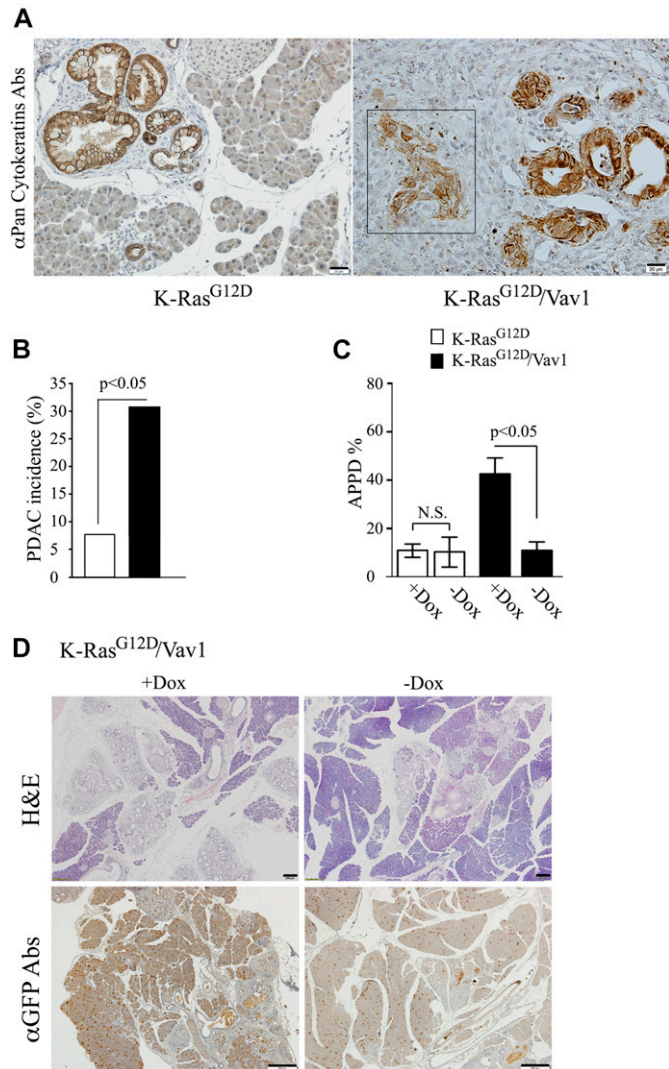 A
αPan Cytokeratins Abs
20 µm
K-Ras^G12D
K-Ras^G12D/Vav1
B
p<0.05
PDAC incidence (%)
35
30
25
20
15
10
5
0
C
K-Ras^G12D
K-Ras^G12D/Vav1
APPD %
80
60
40
20
0
N.S.
p<0.05
+Dox
-Dox
+Dox
-Dox
D
K-Ras^G12D/Vav1
+Dox
-Dox
H&E
αGFP Abs